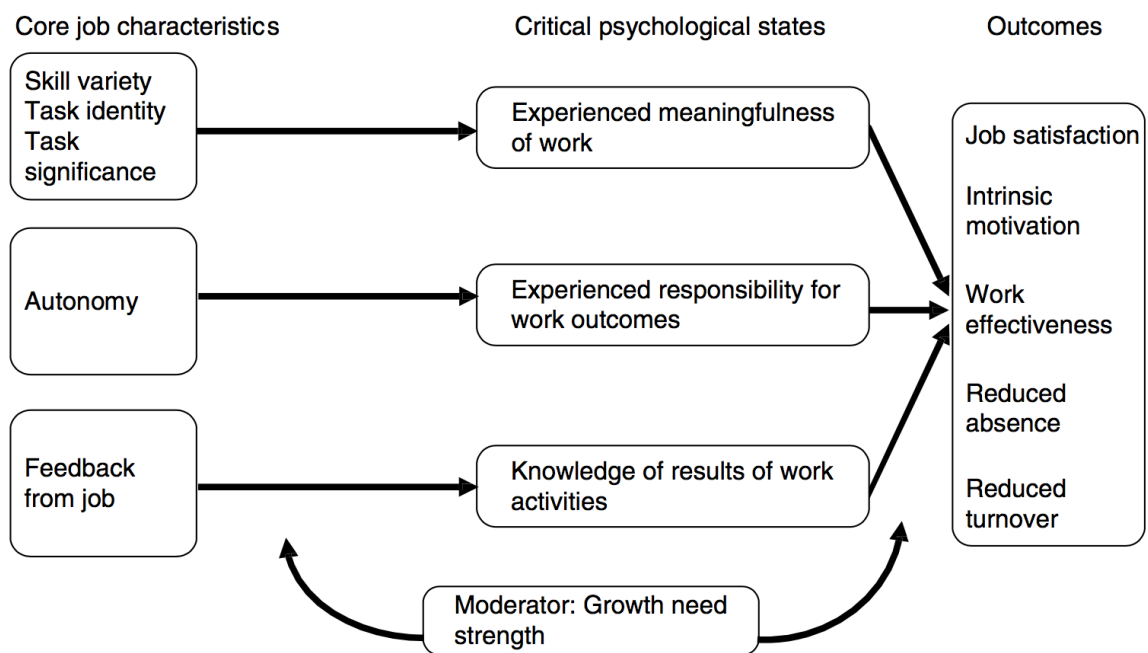 Core job characteristics
Critical psychological states
Outcomes
Skill variety
Task identity
Task
significance
Experienced meaningfulness
of work
Autonomy
Experienced responsibility for
work outcomes
Feedback
from job
Knowledge of results of work
activities
Job satisfaction
Intrinsic
motivation
Work
effectiveness
Reduced
absence
Reduced
turnover
Moderator: Growth need
strength